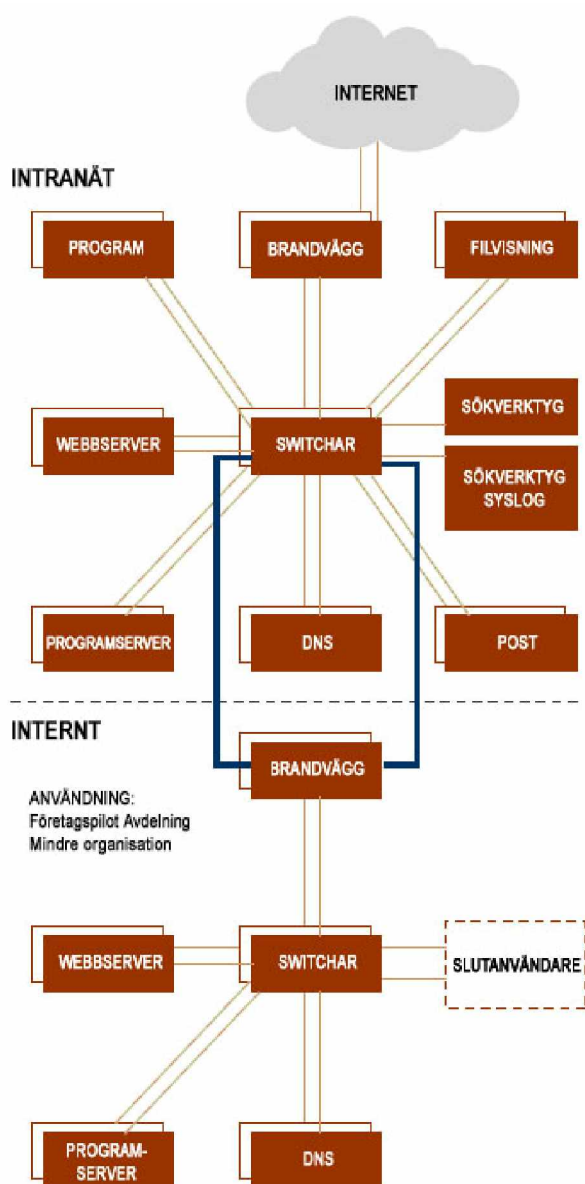 INTERNET
INTRANÄT
PROGRAM
BRANDVÄGG
FILVISNING
WEBBSERVER
SWITCHAR
SÖKVERKTYG
SÖKVERKTYG
SYSLOG
PROGRAMSERVER
DNS
POST
INTERNT
BRANDVÄGG
ANVÄNDNING:
Företagspilot Avdelning
Mindre organisation
WEBBSERVER
SWITCHAR
SLUTANVÄNDARE
PROGRAM-
SERVER
DNS